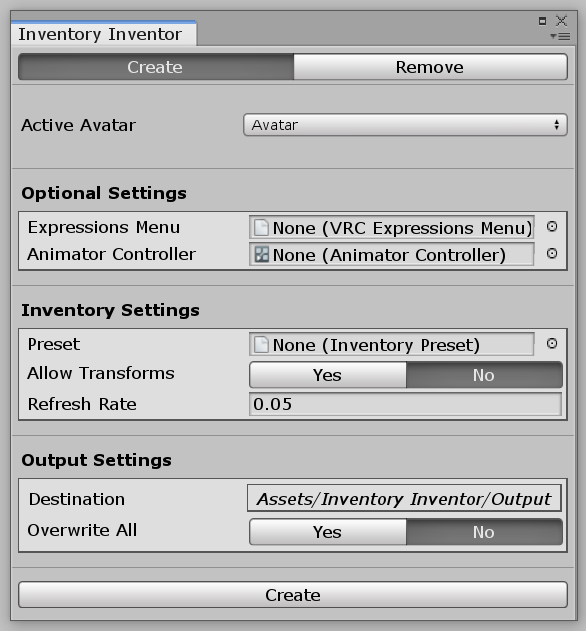 Inventory Inventor
Create Remove
Active Avatar Avatar
Optional Settings
Expressions Menu None (VRC Expressions Menu)
Animator Controller None (Animator Controller)
Inventory Settings
Preset None (Inventory Preset)
Allow Transforms Yes No
Refresh Rate 0.05
Output Settings
Destination Assets/Inventory Inventor/Output
Overwrite All Yes No
Create